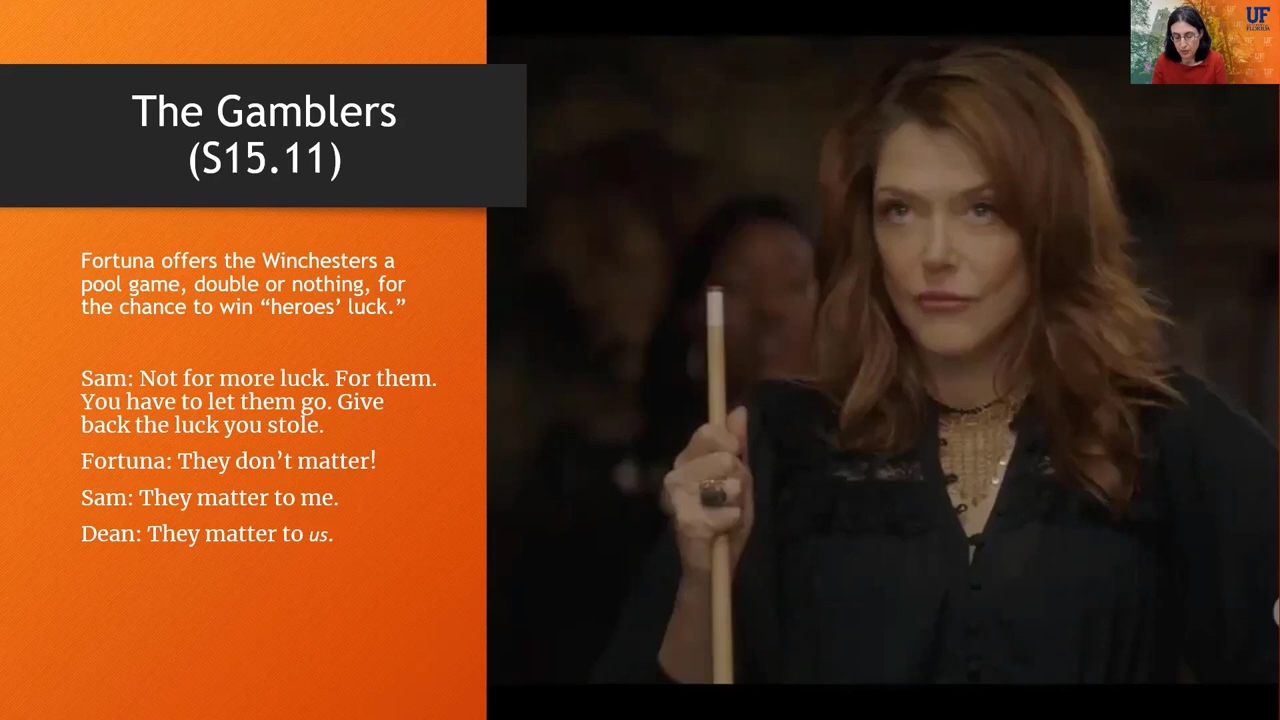 The Gamblers
(S15.11)
Fortuna offers the Winchesters a
pool game, double or nothing, for
the chance to win “heroes’ luck.”
Sam: Not for more luck. For them.
You have to let them go. Give
back the luck you stole.
Fortuna: They don’t matter!
Sam: They matter to me.
Dean: They matter to us.
UF
FLORIDA